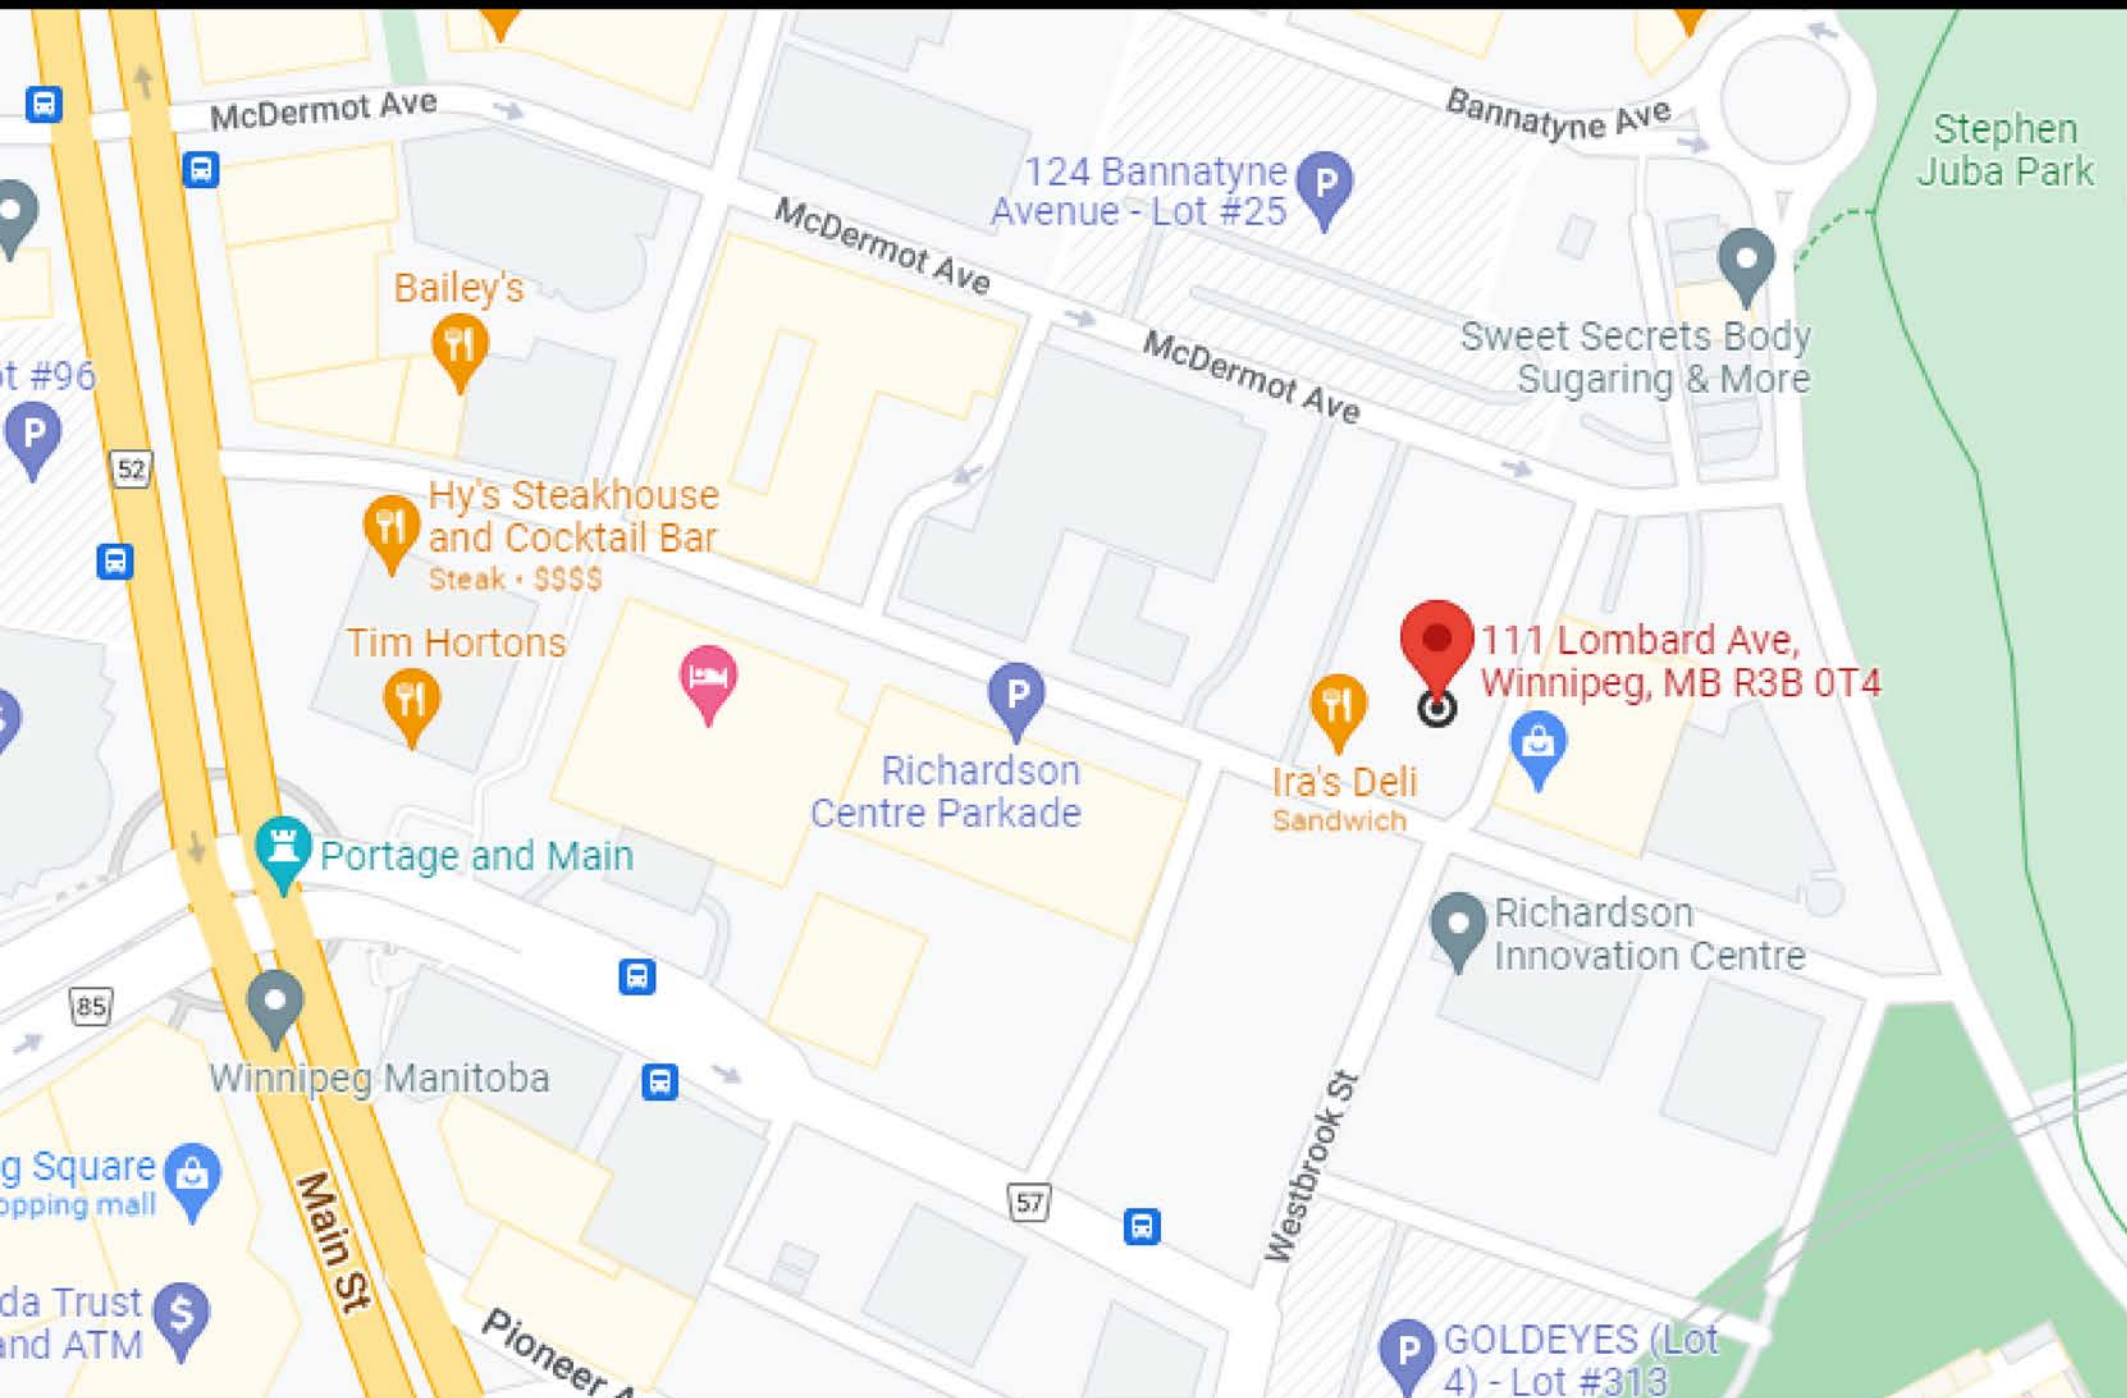 McDermot Ave
Bannatyne Ave
Stephen
Juba Park
124 Bannatyne
Avenue - Lot #25
McDermot Ave
Bailey's
Sweet Secrets Body
Sugaring & More
McDermot Ave
#96
52
Hy's Steakhouse
and Cocktail Bar
Steak • $$$$
Tim Hortons
111 Lombard Ave,
Winnipeg, MB R3B 0T4
Richardson
Centre Parkade
Ira's Deli
Sandwich
Portage and Main
Richardson
Innovation Centre
85
Winnipeg Manitoba
Westbrook St
g Square
opping mall
57
Main St
da Trust
and ATM
Pioneer A
GOLDEYES (Lot
4) - Lot #313
P
P
P
P
$